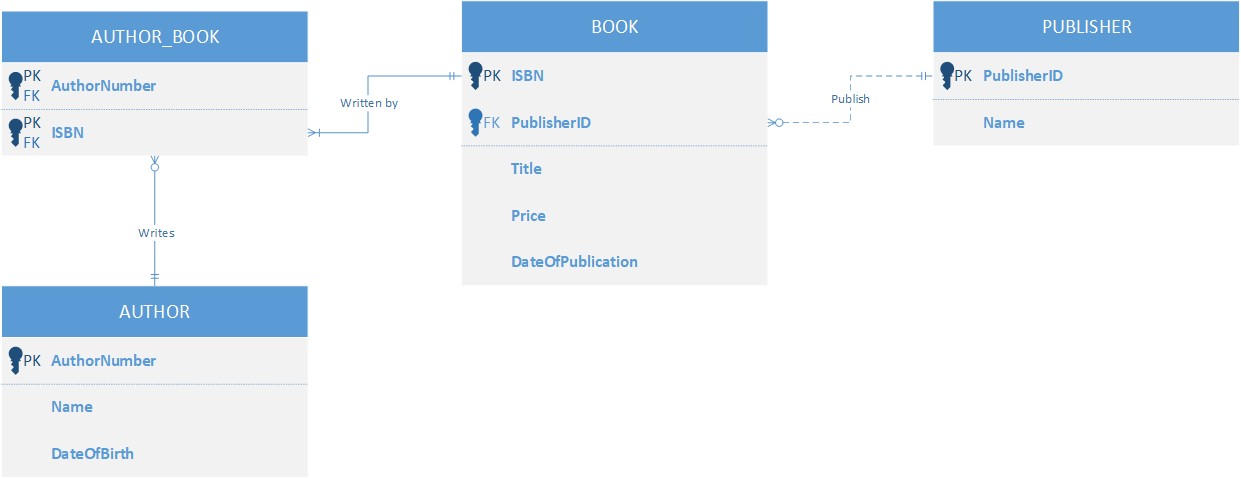 AUTHOR_BOOK
PK
FK AuthorNumber
PK
FK ISBN
Written by
Writes
AUTHOR
PK AuthorNumber
Name
DateOfBirth
BOOK
PK ISBN
FK PublisherID
Title
Price
DateOfPublication
Publish
PUBLISHER
PK PublisherID
Name